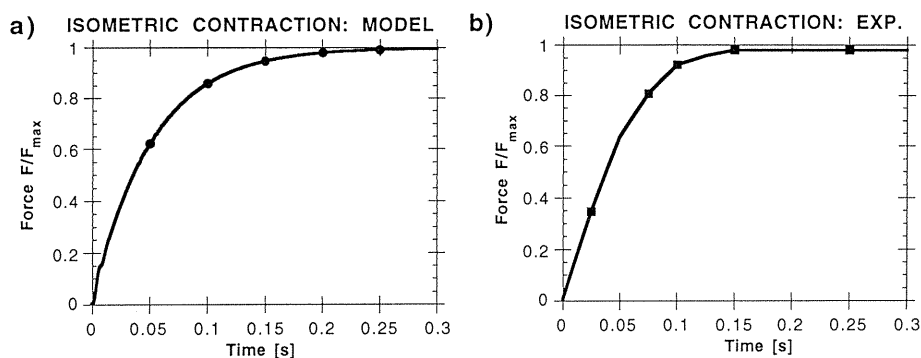 a) ISOMETRIC CONTRACTION: MODEL
1
0.8
0.6
0.4
0.2
0
Force F/Fmax
0 0.05 0.1 0.15 0.2 0.25 0.3
Time [s]
b) ISOMETRIC CONTRACTION: EXP.
1
0.8
0.6
0.4
0.2
0
Force F/Fmax
0 0.05 0.1 0.15 0.2 0.25 0.3
Time [s]